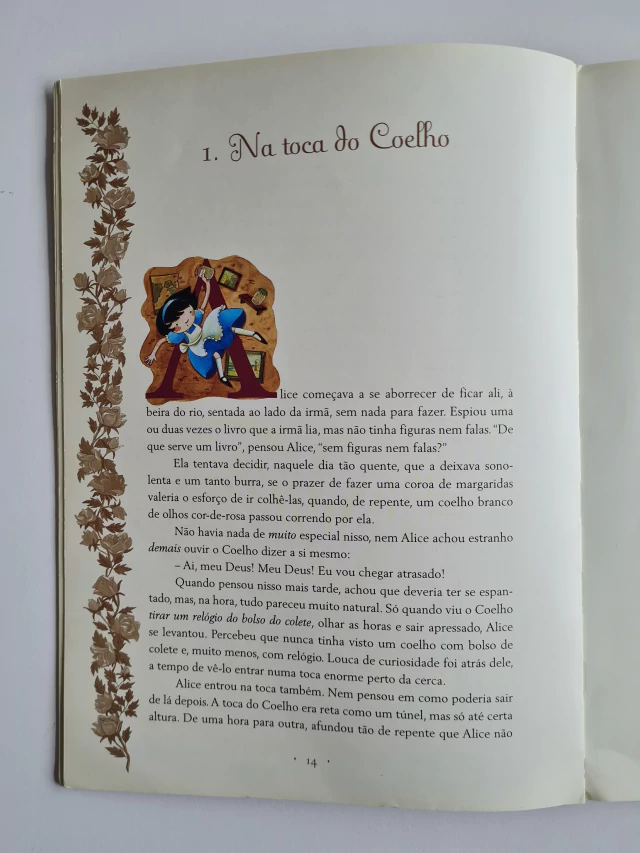 1. Na toca do Coelho
Alice começava a se aborrecer de ficar ali, à
beira do rio, sentada ao lado da irmã, sem nada para fazer. Espiou uma
ou duas vezes o livro que a irmã lia, mas não tinha figuras nem falas. “De
que serve um livro”, pensou Alice, “sem figuras nem falas?”
Ela tentava decidir, naquele dia tão quente, que a deixava sono-
lenta e um tanto burra, se o prazer de fazer uma coroa de margaridas
valeria o esforço de ir colhê-las, quando, de repente, um coelho branco
de olhos cor-de-rosa passou correndo por ela.
Não havia nada de muito especial nisso, nem Alice achou estranho
demais ouvir o Coelho dizer a si mesmo:
– Ai, meu Deus! Meu Deus! Eu vou chegar atrasado!
Quando pensou nisso mais tarde, achou que deveria ter se espan-
tado, mas, na hora, tudo pareceu muito natural. Só quando viu o Coelho
tirar um relógio do bolso do colete, olhar as horas e sair apressado, Alice
se levantou. Percebeu que nunca tinha visto um coelho com bolso de
colete e, muito menos, com relógio. Louca de curiosidade foi atrás dele,
a tempo de vê-lo entrar numa toca enorme perto da cerca.
Alice entrou na toca também. Nem pensou em como poderia sair
de lá depois. A toca do Coelho era reta como um túnel, mas só até certa
altura. De uma hora para outra, afundou tão de repente que Alice não
• 14 •